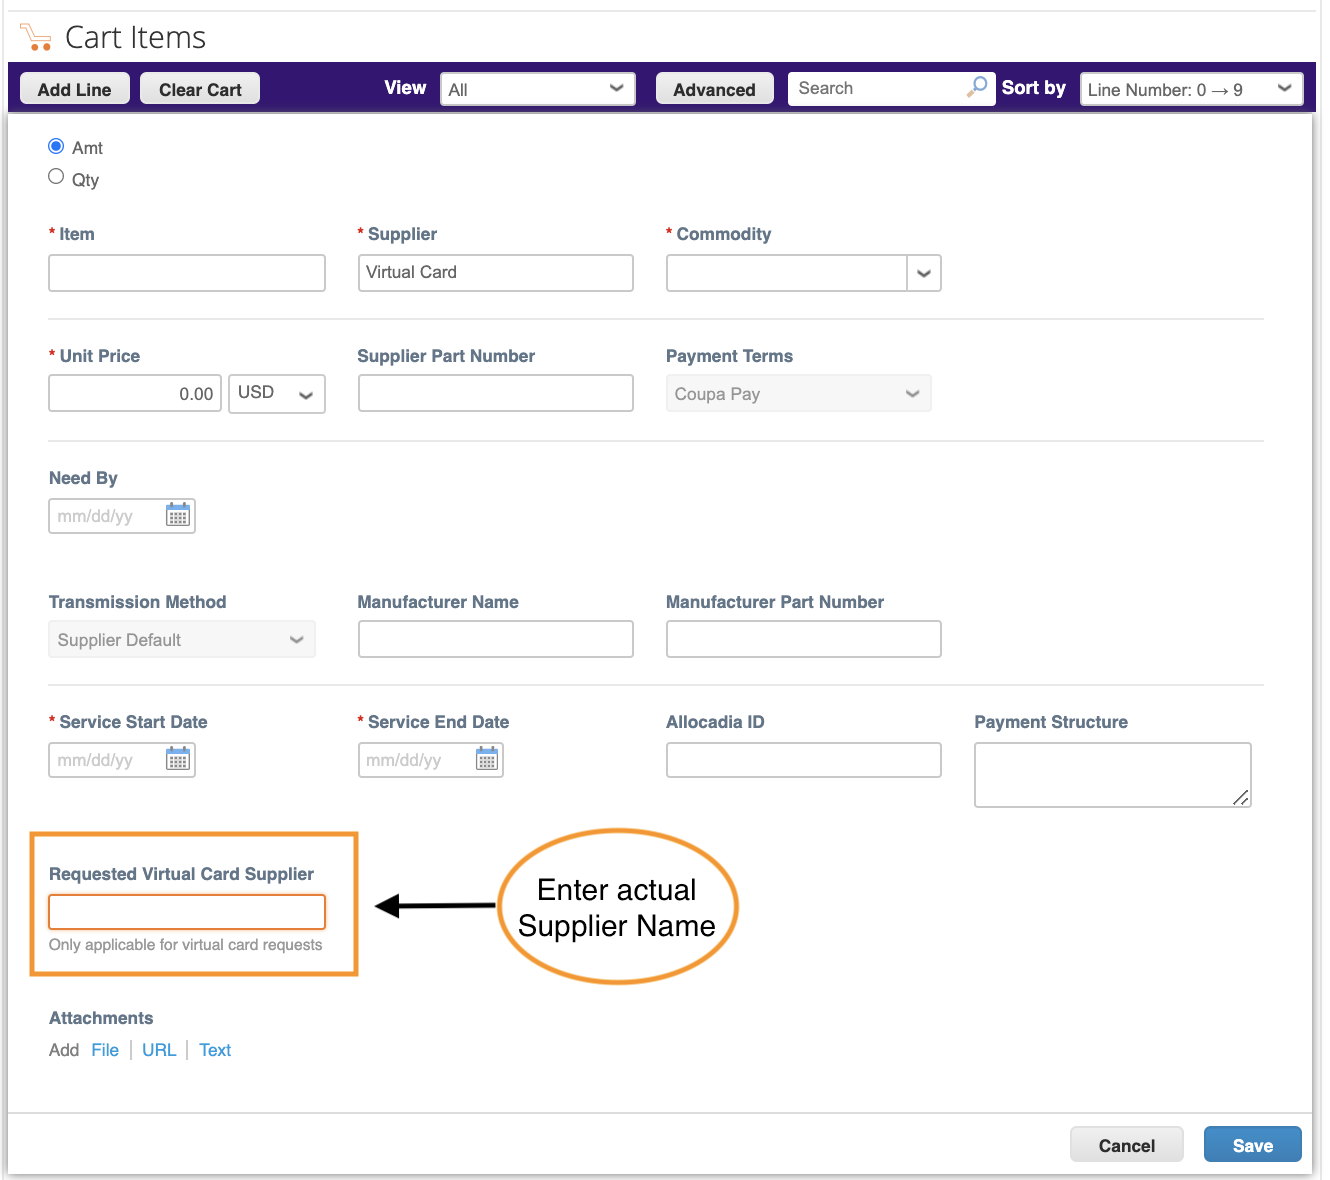 Cart Items
Add Line Clear Cart View All Advanced Search Sort by Line Number: 0 → 9
Amt
Qty
* Item * Supplier * Commodity
Virtual Card
* Unit Price Supplier Part Number Payment Terms
0.00 USD Coupa Pay
Need By
mm/dd/yy
Transmission Method Manufacturer Name Manufacturer Part Number
Supplier Default
* Service Start Date * Service End Date Allocadia ID Payment Structure
mm/dd/yy mm/dd/yy
Requested Virtual Card Supplier
Enter actual
Supplier Name
Only applicable for virtual card requests
Attachments
Add File | URL | Text
Cancel Save